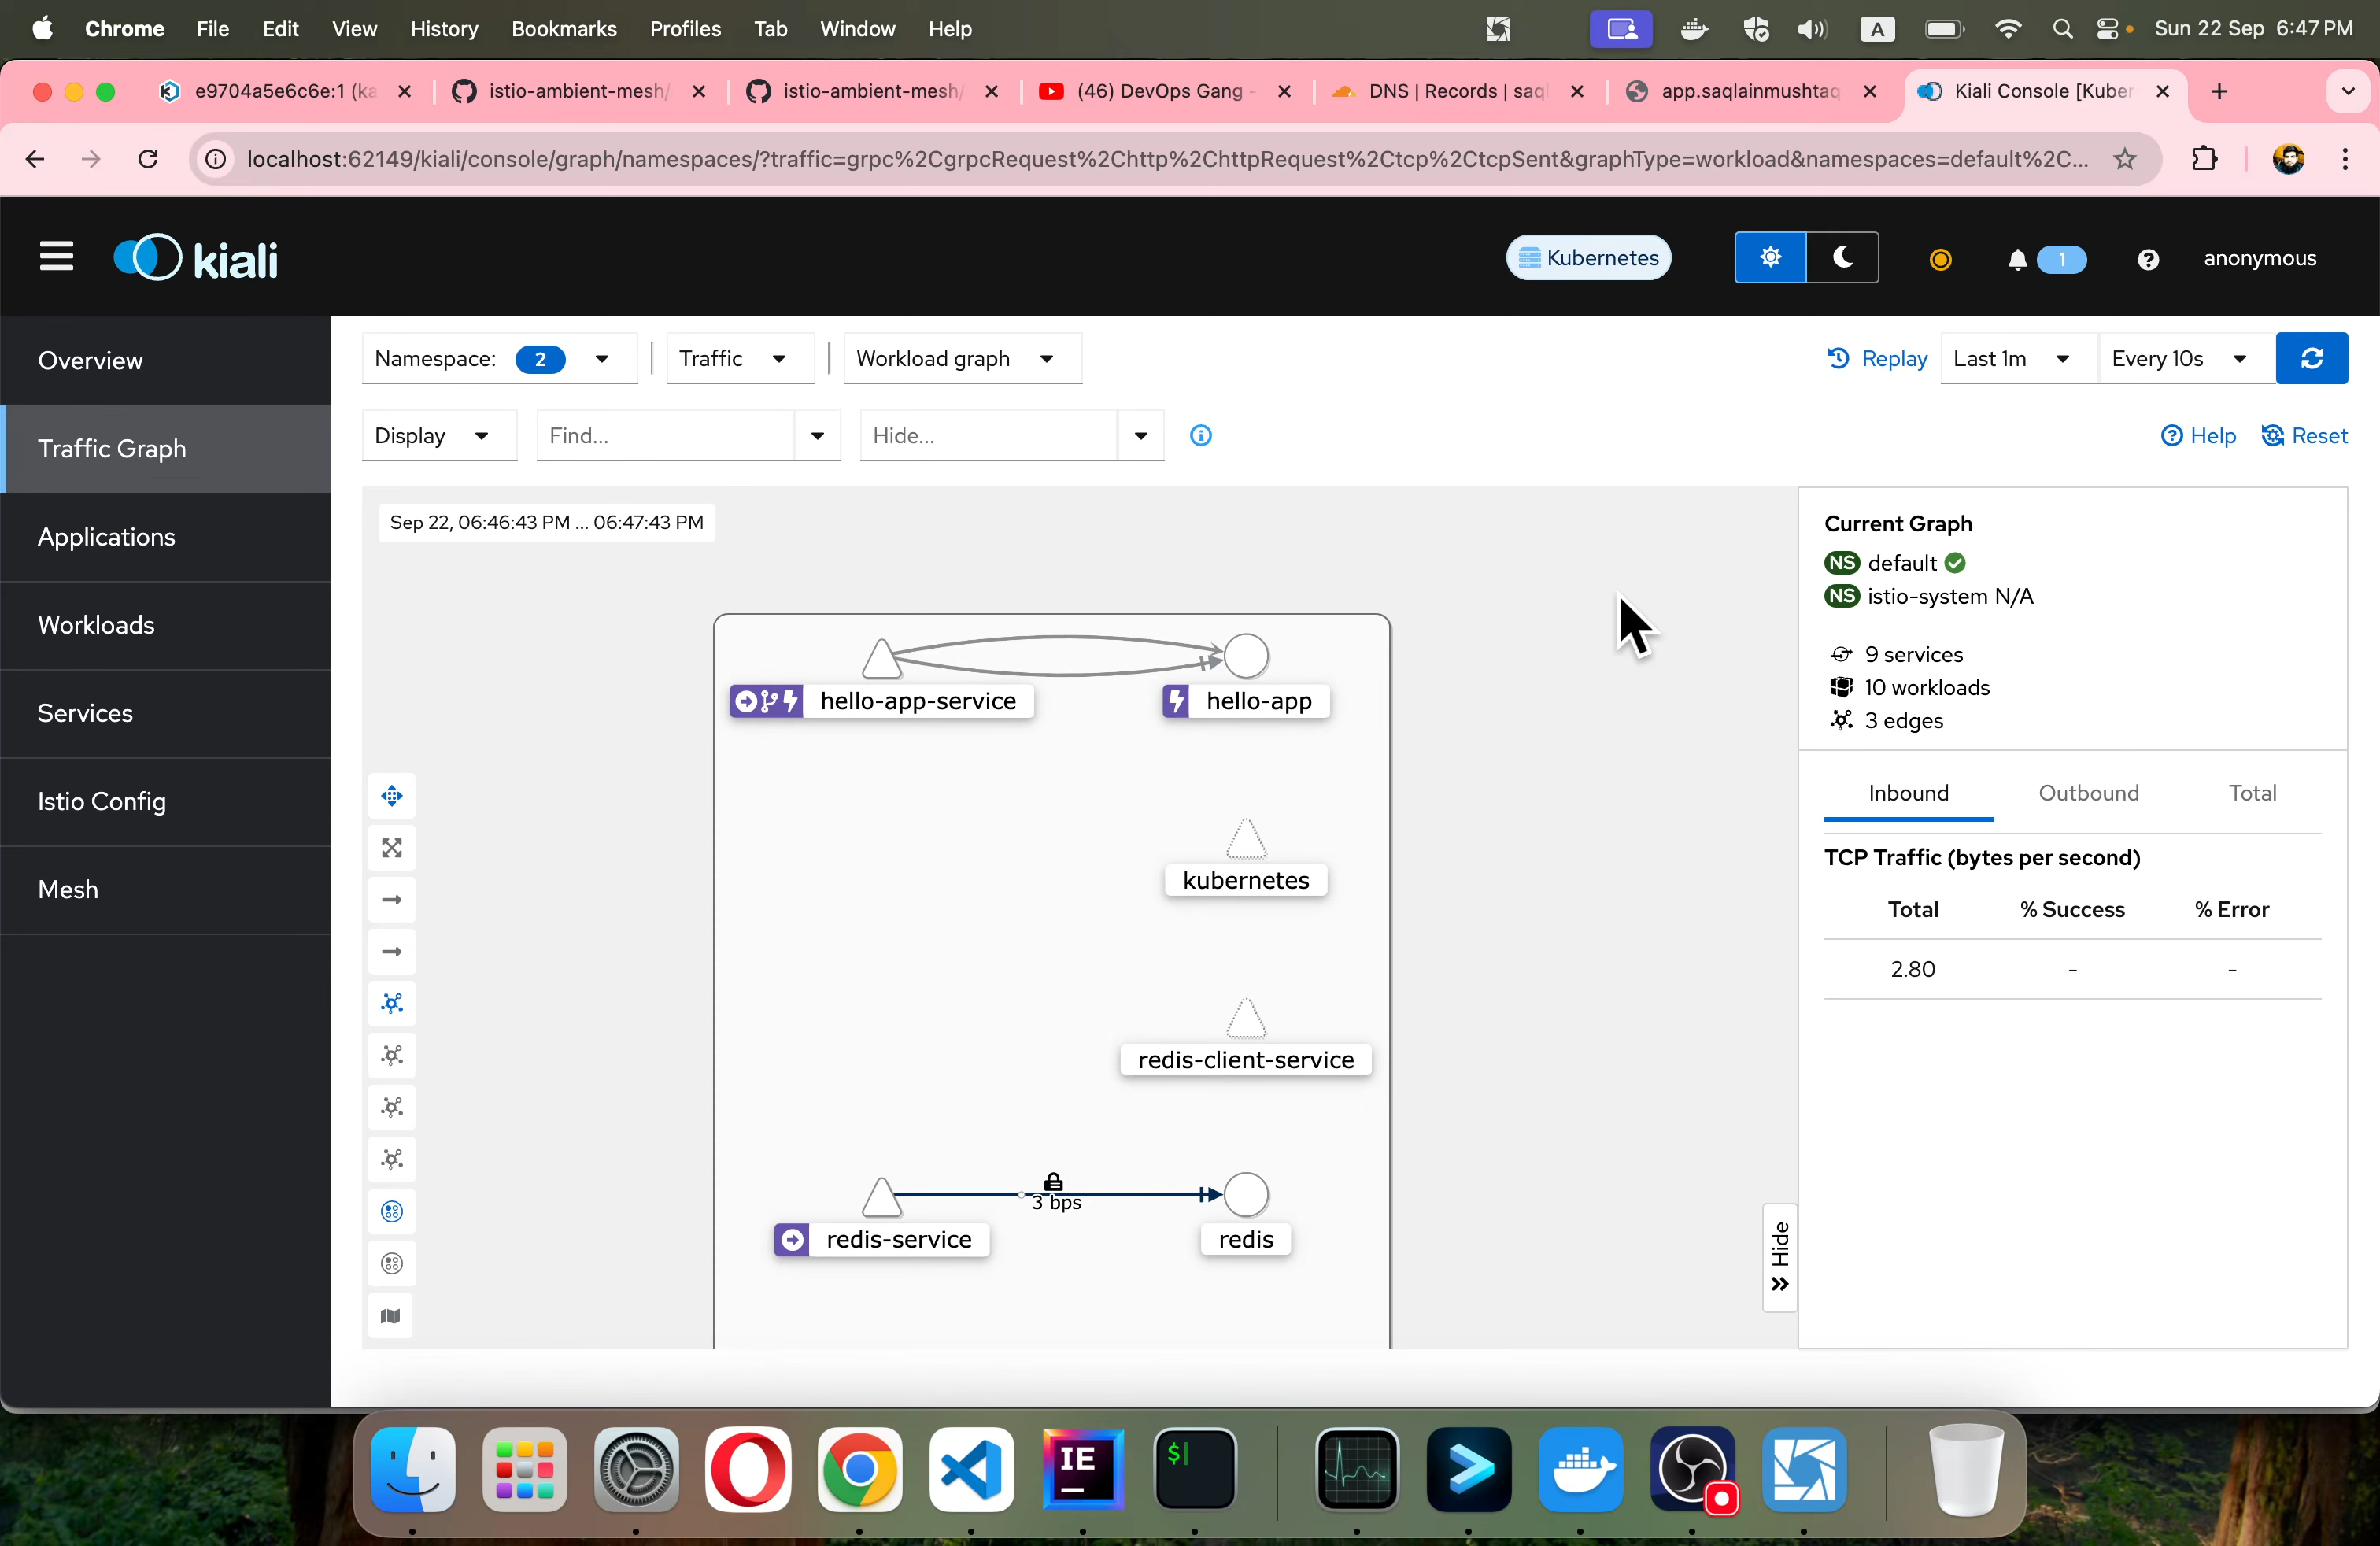 Chrome File Edit View History Bookmarks Profiles Tab Window Help A Sun 22 Sep 6:47 PM
e9704a5e6c6e:1 (ka istio-ambient-mesh/ istio-ambient-mesh/ (46) DevOps Gang - DNS | Records | saql app.saqlainmushtaq Kiali Console [Kuber
localhost:62149/kiali/console/graph/namespaces/?traffic=grpc%2CgrpcRequest%2Chttp%2ChttpRequest%2Ctcp%2CtcpSent&graphType=workload&namespaces=default%2C...
kiali Kubernetes 1 anonymous
Overview
Traffic Graph
Applications
Workloads
Services
Istio Config
Mesh
Namespace: 2 Traffic Workload graph Replay Last 1m Every 10s
Display Find... Hide... Help Reset
Sep 22, 06:46:43 PM ... 06:47:43 PM
hello-app-service hello-app
kubernetes
redis-client-service
3 bps
redis-service redis
Hide
Current Graph
NS default
NS istio-system N/A
9 services
10 workloads
3 edges
Inbound Outbound Total
TCP Traffic (bytes per second)
Total % Success % Error
2.80 - -
IE $